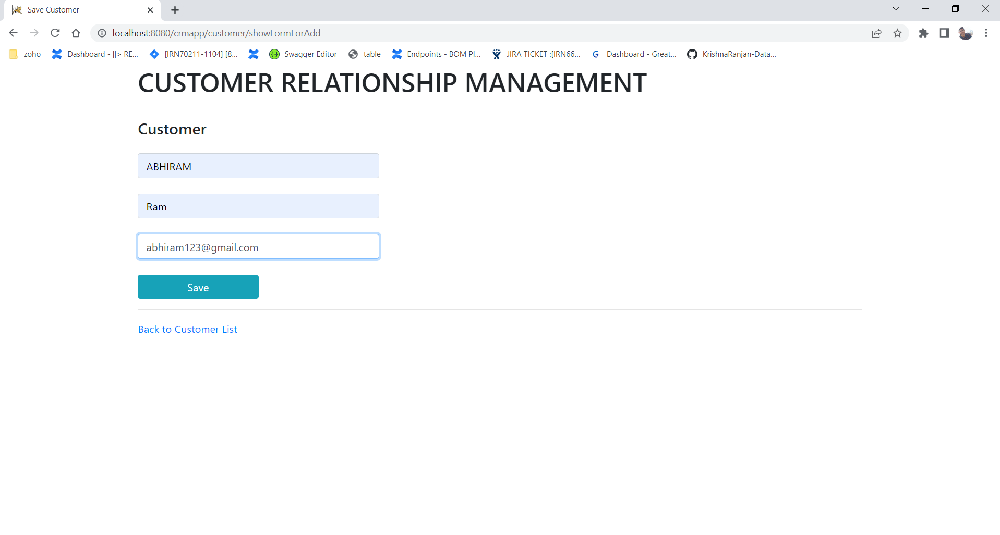 Save Customer
localhost:8080/crmapp/customer/showFormForAdd
zoho Dashboard - ||> RE... [IRN70211-1104] [8... Swagger Editor table Endpoints - BOM Pl... JIRA TICKET :[IRN66... Dashboard - Great... KrishnaRanjan-Data...
CUSTOMER RELATIONSHIP MANAGEMENT
Customer
ABHIRAM
Ram
abhiram123@gmail.com
Save
Back to Customer List